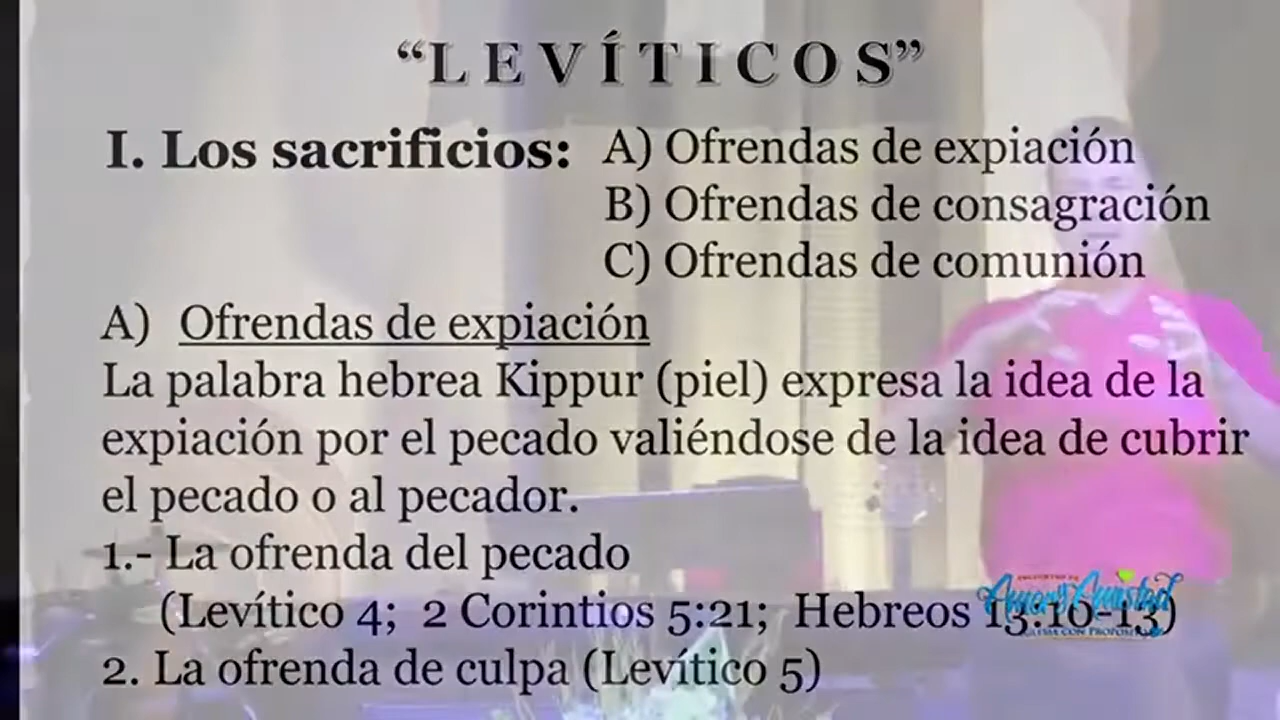 “LEVÍTICOS”
I. Los sacrificios: A) Ofrendas de expiación
B) Ofrendas de consagración
C) Ofrendas de comunión
A) Ofrendas de expiación
La palabra hebrea Kippur (piel) expresa la idea de la
expiación por el pecado valiéndose de la idea de cubrir
el pecado o al pecador.
1.- La ofrenda del pecado
(Levítico 4; 2 Corintios 5:21; Hebreos 13:10-13)
Amor y Amistad
2. La ofrenda de culpa (Levítico 5)